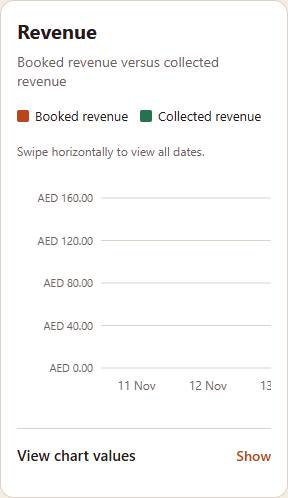 Revenue
Booked revenue versus collected
revenue
Booked revenue Collected revenue
Swipe horizontally to view all dates.
AED 160.00
AED 120.00
AED 80.00
AED 40.00
AED 0.00
11 Nov 12 Nov 13
View chart values Show